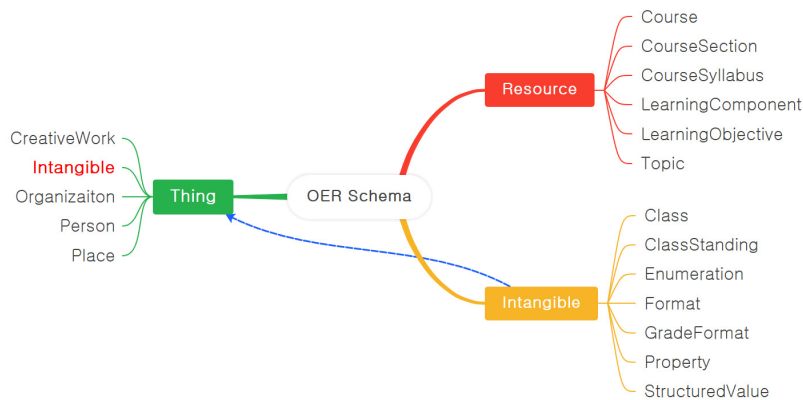 OER Schema
Thing
CreativeWork
Intangible
Organizaiton
Person
Place
Resource
Course
CourseSection
CourseSyllabus
LearningComponent
LearningObjective
Topic
Intangible
Class
ClassStanding
Enumeration
Format
GradeFormat
Property
StructuredValue